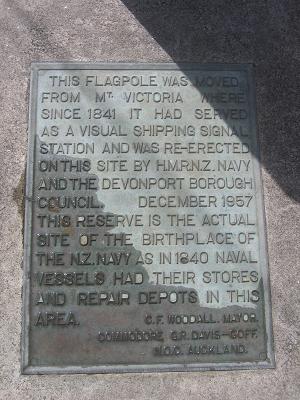 THIS FLAGPOLE WAS MOVED
FROM MT VICTORIA WHERE
SINCE 1841 IT HAD SERVED
AS A VISUAL SHIPPING SIGNAL
STATION AND WAS RE-ERECTED
ON THIS SITE BY H.M.R.N.Z. NAVY
AND THE DEVONPORT BOROUGH
COUNCIL. DECEMBER 1957
THIS RESERVE IS THE ACTUAL
SITE OF THE BIRTHPLACE OF
THE N.Z. NAVY AS IN 1840 NAVAL
VESSELS HAD THEIR STORES
AND REPAIR DEPOTS IN THIS
AREA. C.F. WOODALL. MAYOR.
COMMODORE G.R. DAVIS-GOFF.
N.O.C. AUCKLAND.